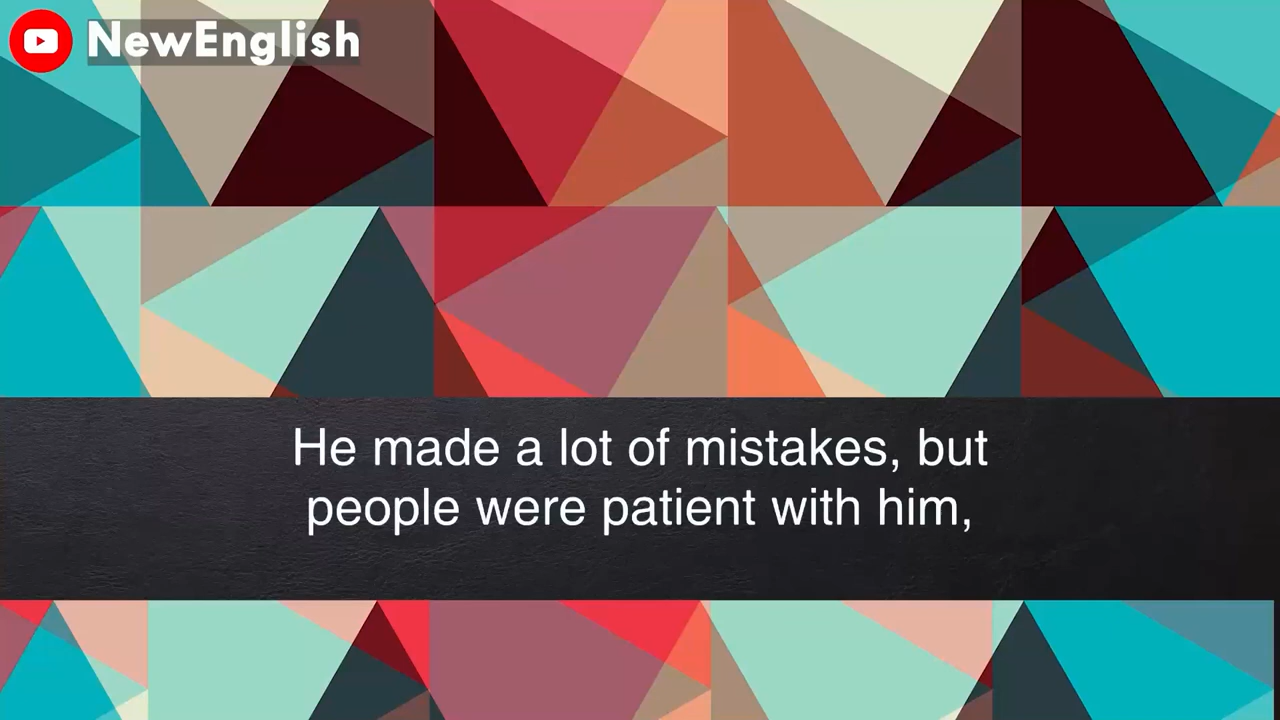 NewEnglish
He made a lot of mistakes, but
people were patient with him,